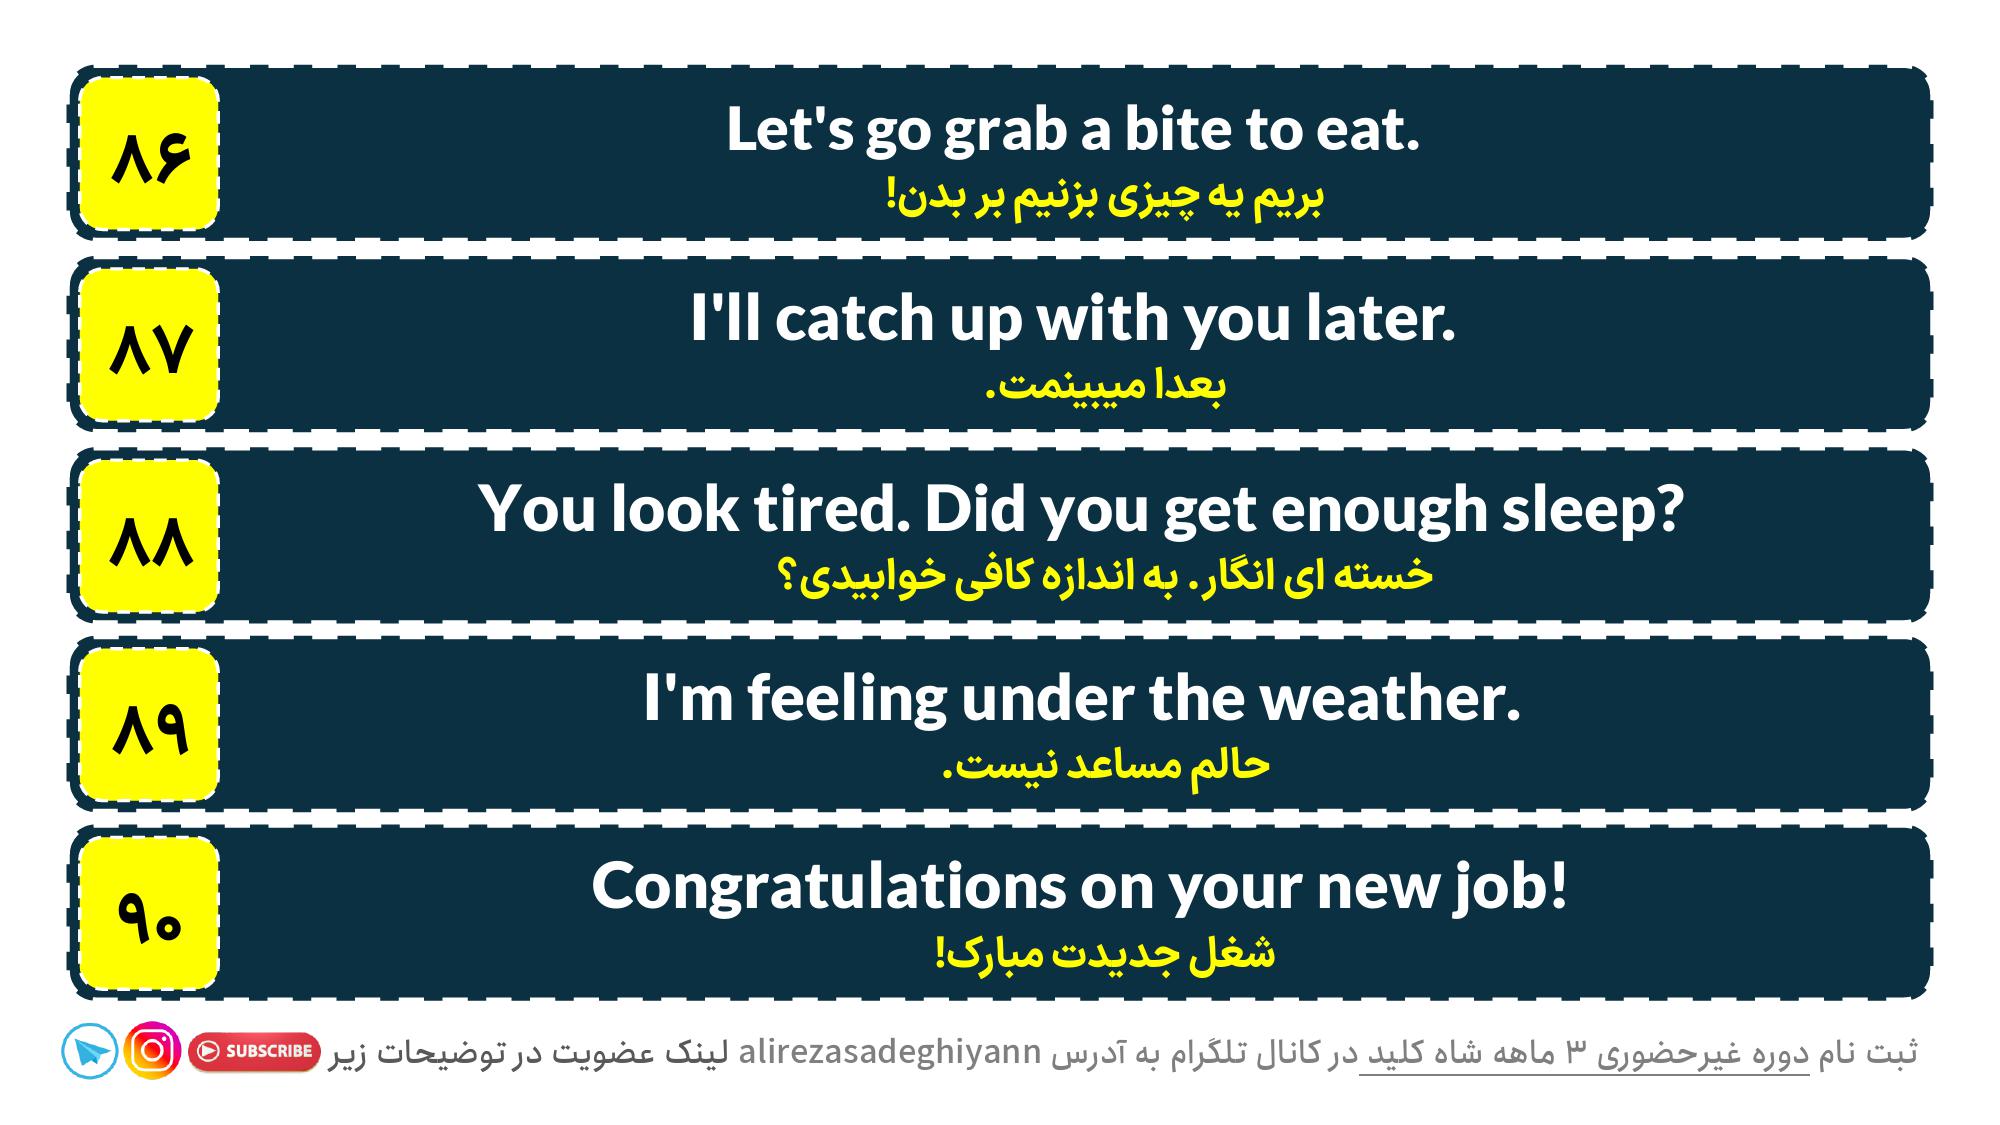 ۸۶
Let's go grab a bite to eat.
بریم یه چیزی بزنیم بر بدن!
۸۷
I'll catch up with you later.
بعدا میبینمت.
۸۸
You look tired. Did you get enough sleep?
خسته ای انگار. به اندازه کافی خوابیدی؟
۸۹
I'm feeling under the weather.
حالم مساعد نیست.
۹۰
Congratulations on your new job!
شغل جدیدت مبارک!
ثبت نام دوره غیرحضوری ۳ ماهه شاه کلید در کانال تلگرام به آدرس alirezasadeghiyann لینک عضویت در توضیحات زیر
SUBSCRIBE